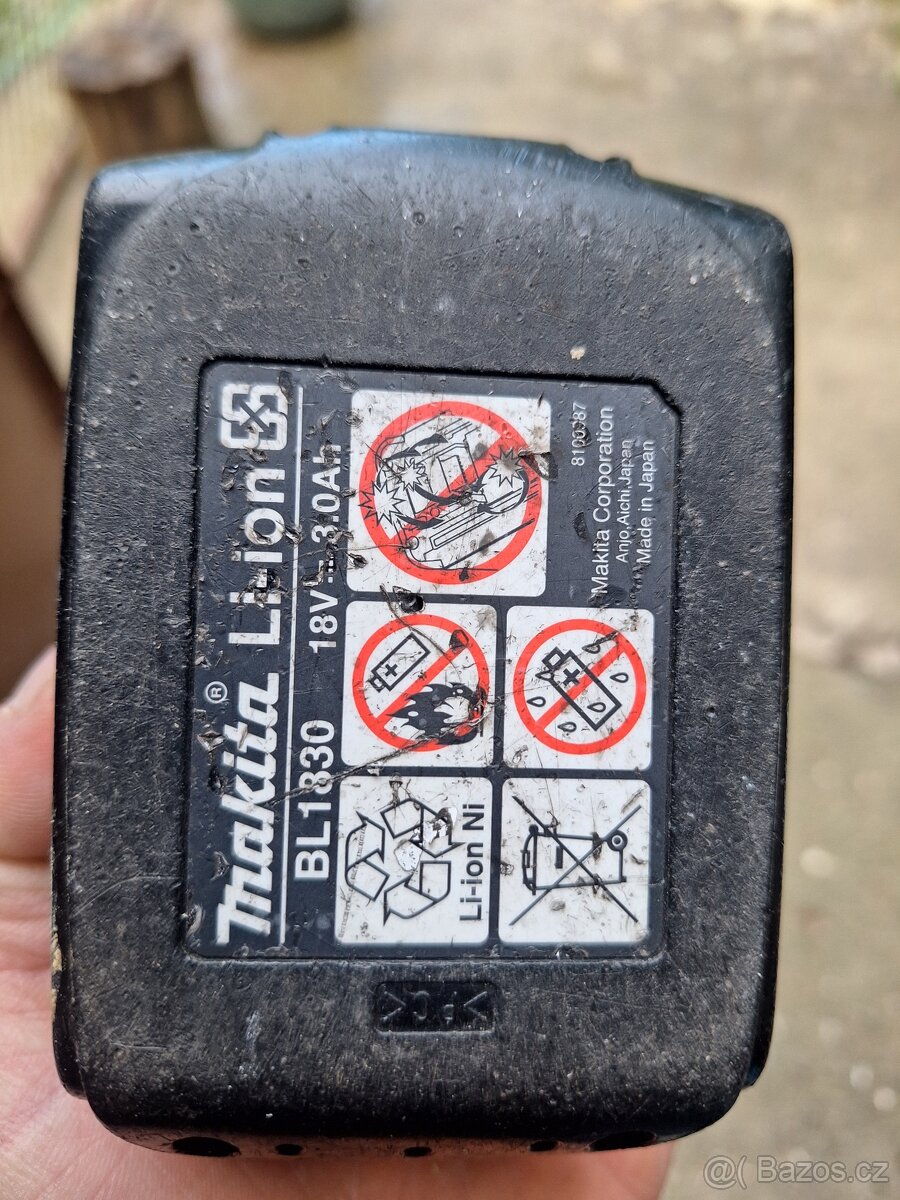 makita® Li-ion
BL1830 18V⎓3.0Ah
Li-ion Ni
Makita Corporation
Anjo,Aichi,Japan
Made in Japan
>PC<
@( Bazos.cz